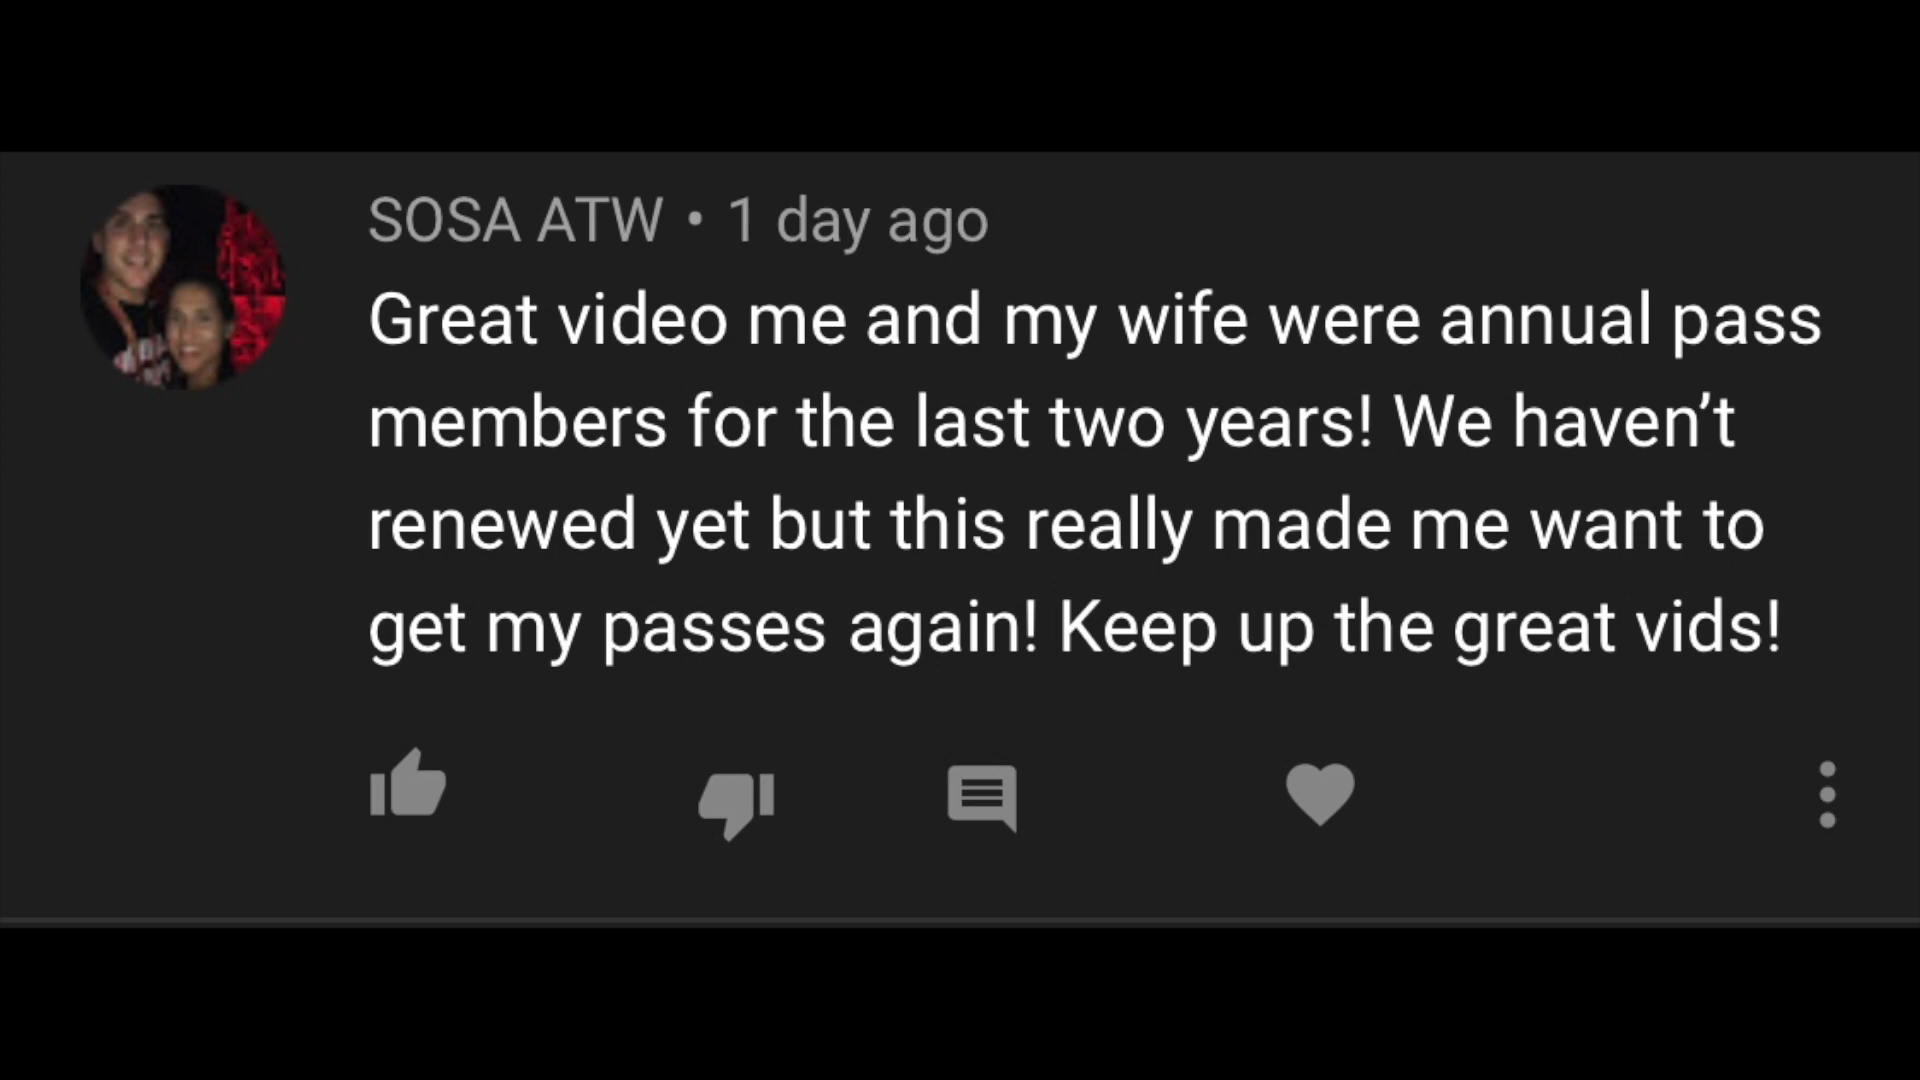 SOSA ATW • 1 day ago
Great video me and my wife were annual pass
members for the last two years! We haven’t
renewed yet but this really made me want to
get my passes again! Keep up the great vids!